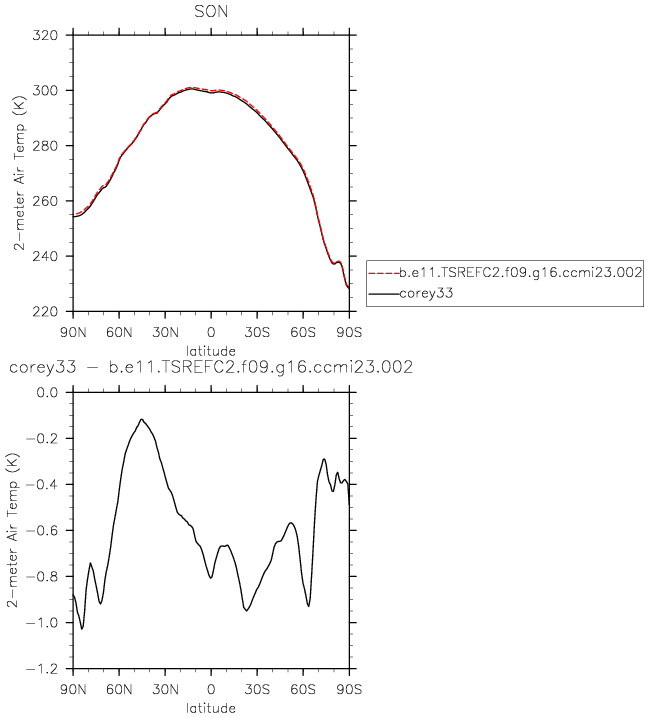 SON
320
300
280
260
240
220
2-meter Air Temp (K)
90N 60N 30N 0 30S 60S 90S
latitude
b.e11.TSREFC2.f09.g16.ccmi23.002
corey33
corey33 - b.e11.TSREFC2.f09.g16.ccmi23.002
0.0
-0.2
-0.4
-0.6
-0.8
-1.0
-1.2
2-meter Air Temp (K)
90N 60N 30N 0 30S 60S 90S
latitude